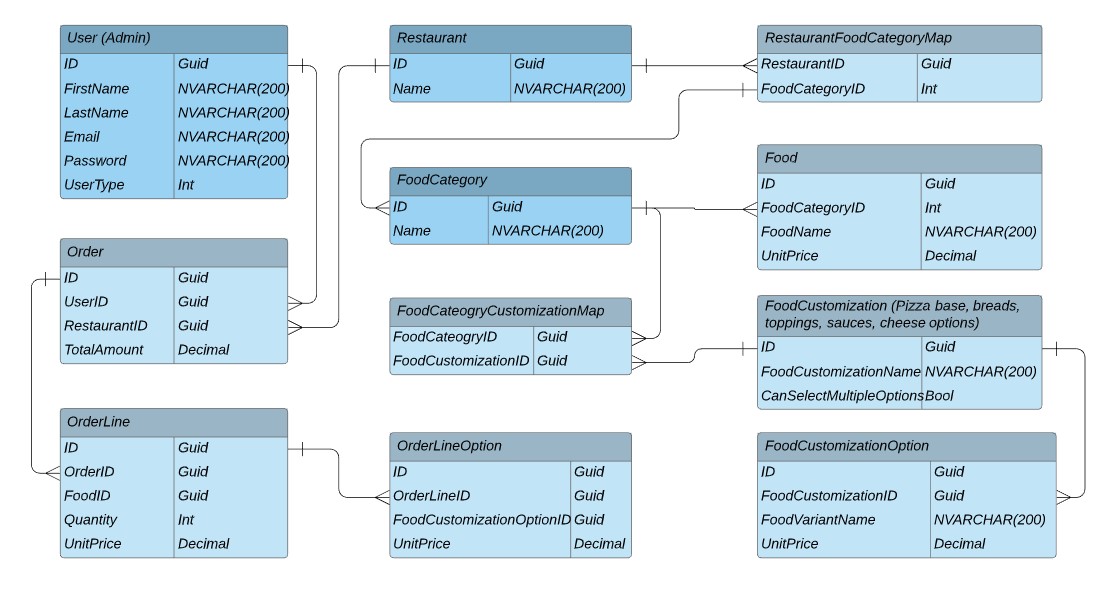 User (Admin)
ID Guid
FirstName NVARCHAR(200)
LastName NVARCHAR(200)
Email NVARCHAR(200)
Password NVARCHAR(200)
UserType Int
Restaurant
ID Guid
Name NVARCHAR(200)
RestaurantFoodCategoryMap
RestaurantID Guid
FoodCategoryID Int
FoodCategory
ID Guid
Name NVARCHAR(200)
Food
ID Guid
FoodCategoryID Int
FoodName NVARCHAR(200)
UnitPrice Decimal
Order
ID Guid
UserID Guid
RestaurantID Guid
TotalAmount Decimal
FoodCateogryCustomizationMap
FoodCateogryID Guid
FoodCustomizationID Guid
FoodCustomization (Pizza base, breads,
toppings, sauces, cheese options)
ID Guid
FoodCustomizationName NVARCHAR(200)
CanSelectMultipleOptions Bool
OrderLine
ID Guid
OrderID Guid
FoodID Guid
Quantity Int
UnitPrice Decimal
OrderLineOption
ID Guid
OrderLineID Guid
FoodCustomizationOptionID Guid
UnitPrice Decimal
FoodCustomizationOption
ID Guid
FoodCustomizationID Guid
FoodVariantName NVARCHAR(200)
UnitPrice Decimal